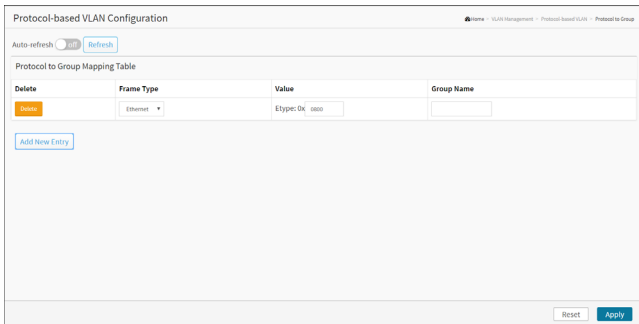 Protocol-based VLAN Configuration
Home - VLAN Management - Protocol-based VLAN - Protocol to Group
Auto-refresh off Refresh
Protocol to Group Mapping Table
Delete Frame Type Value Group Name
Delete Ethernet Etype: 0x 0800
Add New Entry
Reset Apply